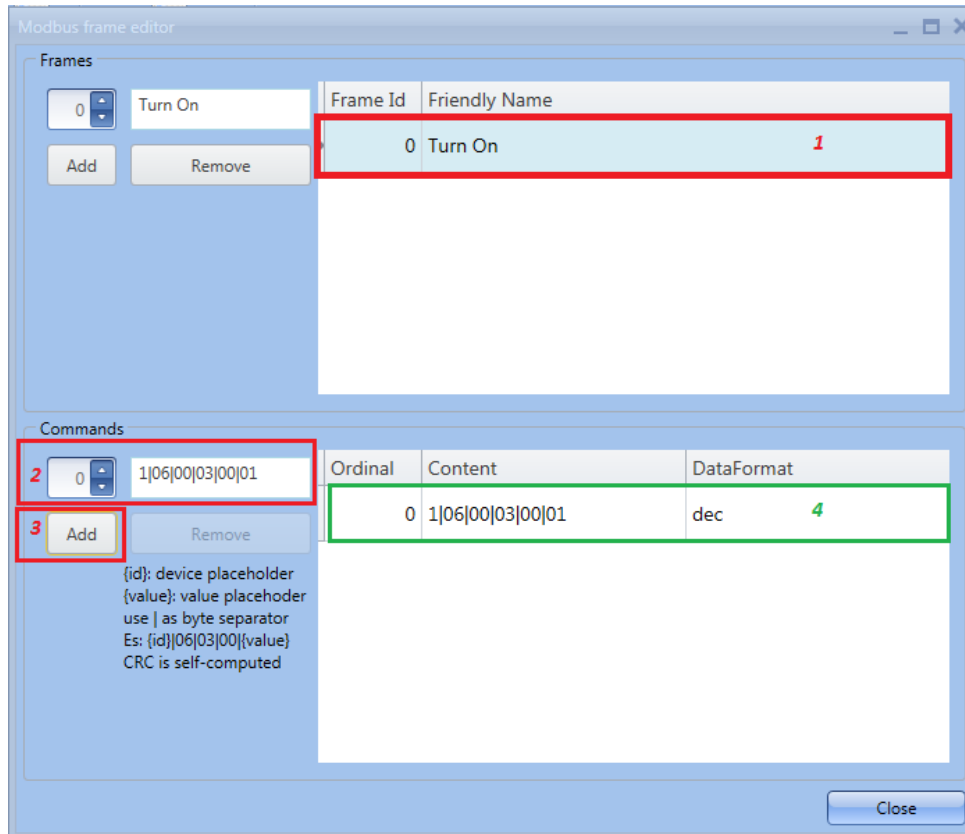 Modbus frame editor
Frames
0 Turn On
Add Remove
Frame Id Friendly Name
0 Turn On 1
Commands
2 0 1|06|00|03|00|01
3 Add Remove
{id}: device placeholder
{value}: value placehoder
use | as byte separator
Es: {id}|06|03|00|{value}
CRC is self-computed
Ordinal Content DataFormat
0 1|06|00|03|00|01 dec 4
Close